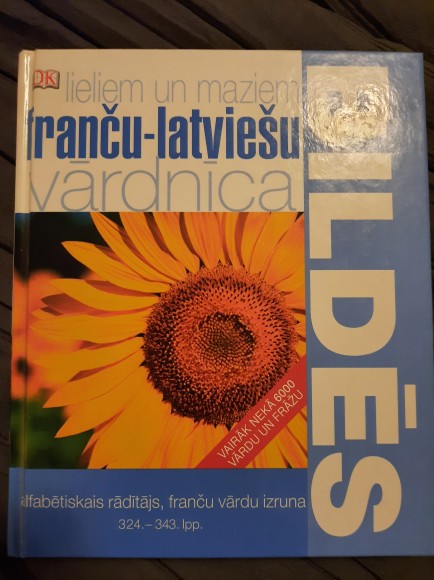 DK
lieliem un maziem
franču-latviešu
vārdnīca
BILDĒS
VAIRĀK NEKĀ 6000
VĀRDU UN FRĀŽU
alfabētiskais rādītājs, franču vārdu izruna
324.– 343. lpp.